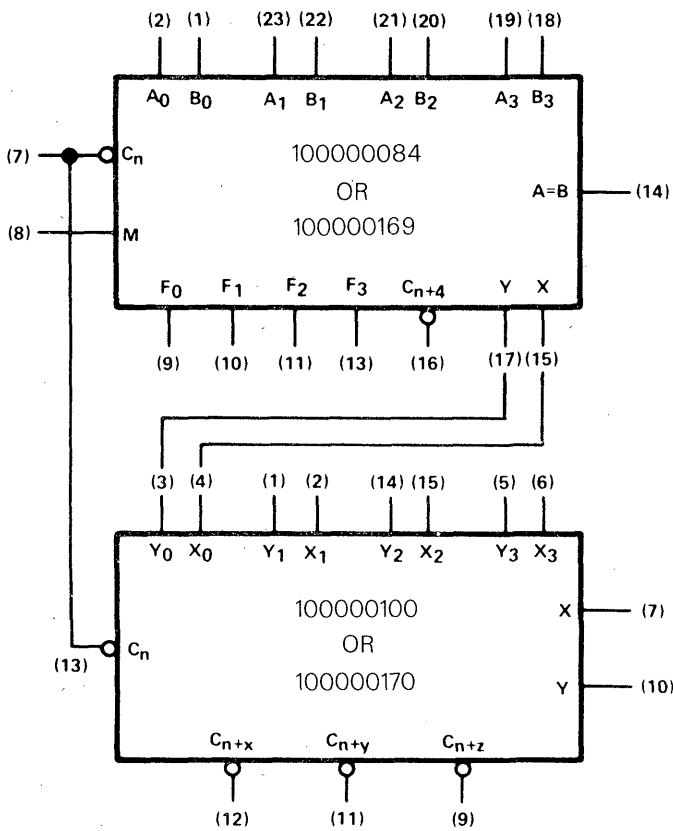 (2) (1) (23) (22) (21) (20) (19) (18)
A0 B0 A1 B1 A2 B2 A3 B3
(7) Cn 100000084
OR A=B (14)
(8) M 100000169
F0 F1 F2 F3 Cn+4 Y X
(9) (10) (11) (13) (16) (17) (15)
(3) (4) (1) (2) (14) (15) (5) (6)
Y0 X0 Y1 X1 Y2 X2 Y3 X3
100000100 X (7)
(13) Cn OR
100000170 Y (10)
Cn+x Cn+y Cn+z
(12) (11) (9)